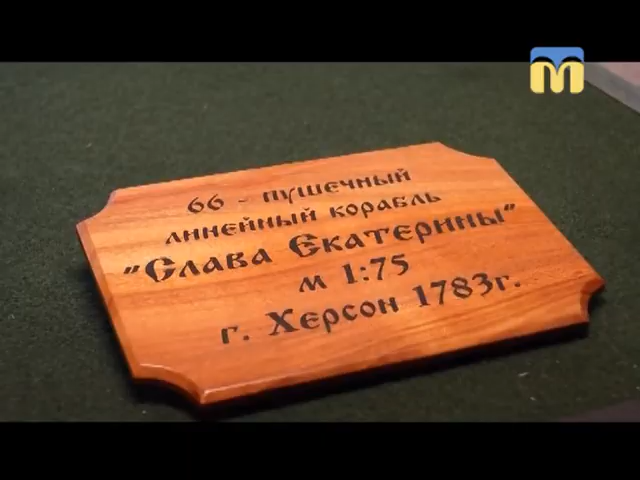 M
66 - пушечный
линейный корабль
"Слава Екатерины"
м 1:75
г. Херсон 1783г.